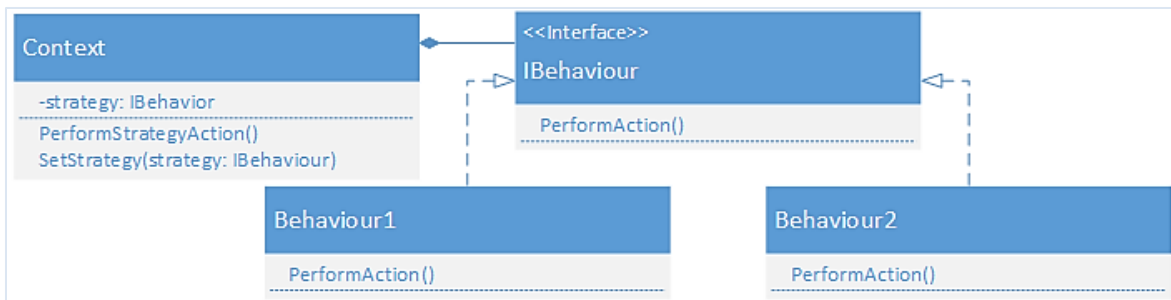 Context
-strategy: IBehavior
PerformStrategyAction()
SetStrategy(strategy: IBehaviour)
<<Interface>>
IBehaviour
PerformAction()
Behaviour1
PerformAction()
Behaviour2
PerformAction()